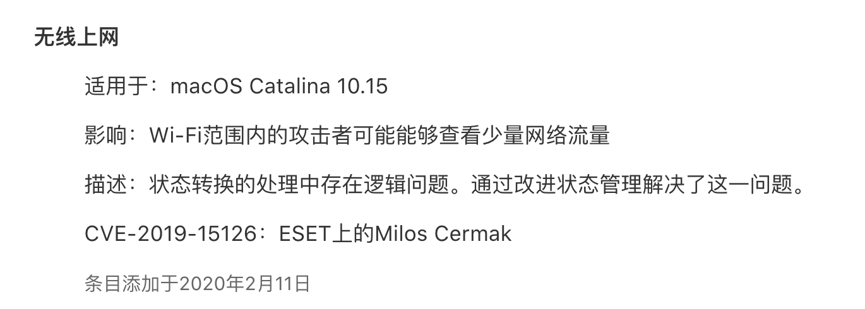 无线上网
适用于：macOS Catalina 10.15
影响：Wi-Fi范围内的攻击者可能能够查看少量网络流量
描述：状态转换的处理中存在逻辑问题。通过改进状态管理解决了这一问题。
CVE-2019-15126：ESET上的Milos Cermak
条目添加于2020年2月11日